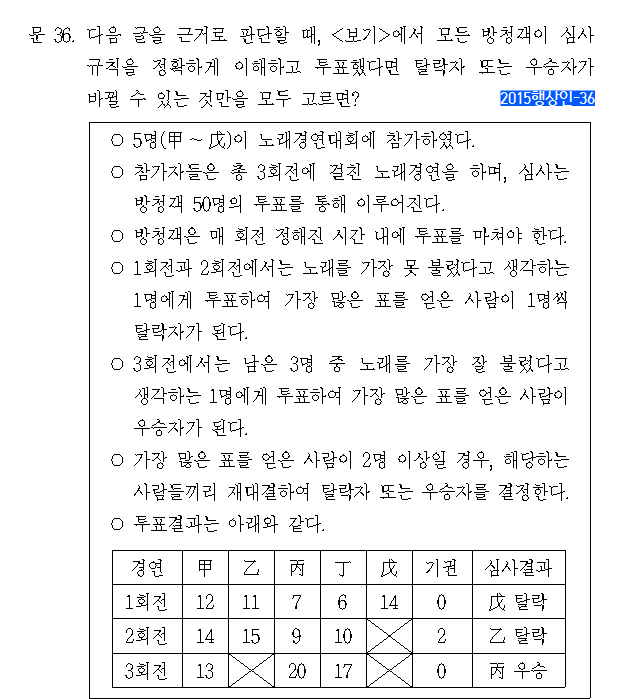 문 36. 다음 글을 근거로 판단할 때, <보기>에서 모든 방청객이 심사
규칙을 정확하게 이해하고 투표했다면 탈락자 또는 우승자가
바뀔 수 있는 것만을 모두 고르면? 2015행상인-36
○ 5명(甲 ~ 戊)이 노래경연대회에 참가하였다.
○ 참가자들은 총 3회전에 걸친 노래경연을 하며, 심사는
방청객 50명의 투표를 통해 이루어진다.
○ 방청객은 매 회전 정해진 시간 내에 투표를 마쳐야 한다.
○ 1회전과 2회전에서는 노래를 가장 못 불렀다고 생각하는
1명에게 투표하여 가장 많은 표를 얻은 사람이 1명씩
탈락자가 된다.
○ 3회전에서는 남은 3명 중 노래를 가장 잘 불렀다고
생각하는 1명에게 투표하여 가장 많은 표를 얻은 사람이
우승자가 된다.
○ 가장 많은 표를 얻은 사람이 2명 이상일 경우, 해당하는
사람들끼리 재대결하여 탈락자 또는 우승자를 결정한다.
○ 투표결과는 아래와 같다.
경연 甲 乙 丙 丁 戊 기권 심사결과
1회전 12 11 7 6 14 0 戊 탈락
2회전 14 15 9 10 2 乙 탈락
3회전 13 20 17 0 丙 우승